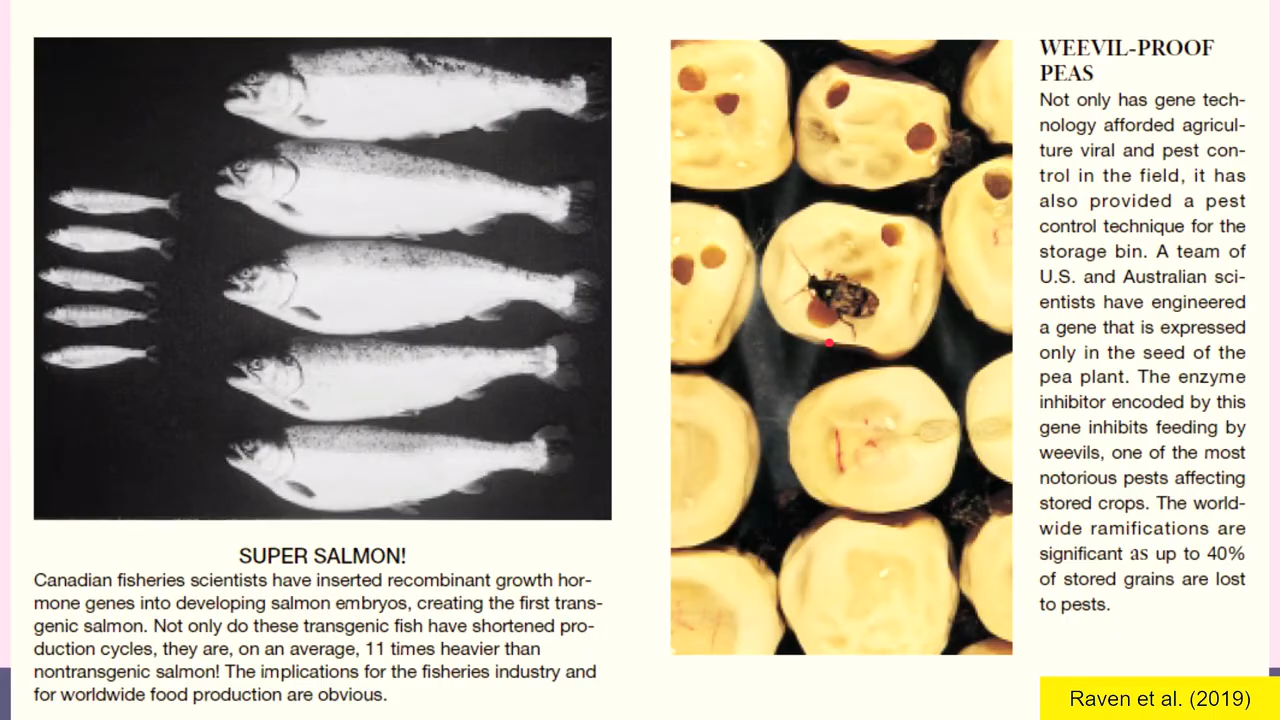 SUPER SALMON!
Canadian fisheries scientists have inserted recombinant growth hor-
mone genes into developing salmon embryos, creating the first trans-
genic salmon. Not only do these transgenic fish have shortened pro-
duction cycles, they are, on an average, 11 times heavier than
nontransgenic salmon! The implications for the fisheries industry and
for worldwide food production are obvious.
WEEVIL-PROOF
PEAS
Not only has gene tech-
nology afforded agricul-
ture viral and pest con-
trol in the field, it has
also provided a pest
control technique for the
storage bin. A team of
U.S. and Australian sci-
entists have engineered
a gene that is expressed
only in the seed of the
pea plant. The enzyme
inhibitor encoded by this
gene inhibits feeding by
weevils, one of the most
notorious pests affecting
stored crops. The world-
wide ramifications are
significant as up to 40%
of stored grains are lost
to pests.
Raven et al. (2019)